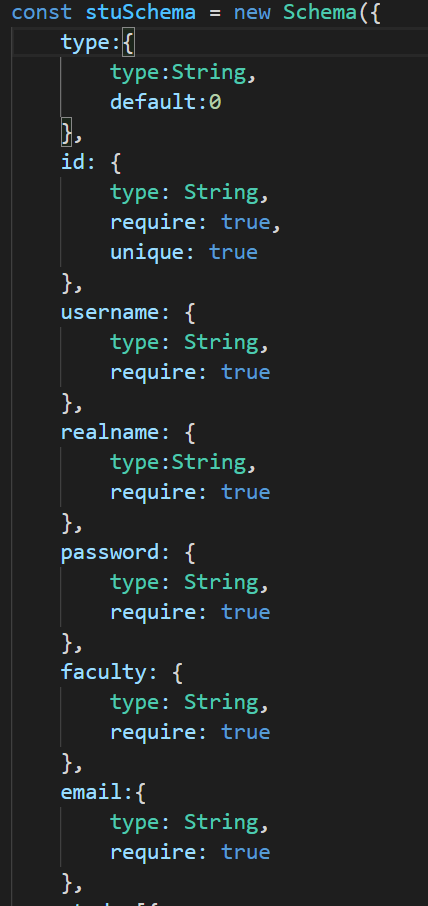 const stuSchema = new Schema({
type:{
type:String,
default:0
},
id: {
type: String,
require: true,
unique: true
},
username: {
type: String,
require: true
},
realname: {
type:String,
require: true
},
password: {
type: String,
require: true
},
faculty: {
type: String,
require: true
},
email:{
type: String,
require: true
},